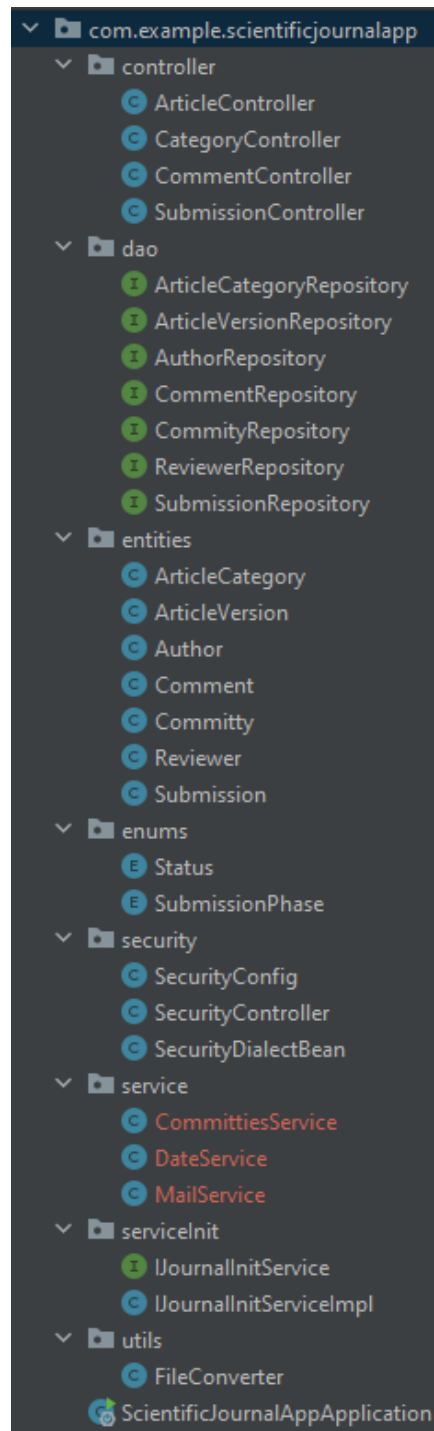 com.example.scientificjournalapp
controller
ArticleController
CategoryController
CommentController
SubmissionController
dao
ArticleCategoryRepository
ArticleVersionRepository
AuthorRepository
CommentRepository
CommityRepository
ReviewerRepository
SubmissionRepository
entities
ArticleCategory
ArticleVersion
Author
Comment
Committy
Reviewer
Submission
enums
Status
SubmissionPhase
security
SecurityConfig
SecurityController
SecurityDialectBean
service
CommittiesService
DateService
MailService
serviceInit
IJournalInitService
IJournalInitServiceImpl
utils
FileConverter
ScientificJournalAppApplication